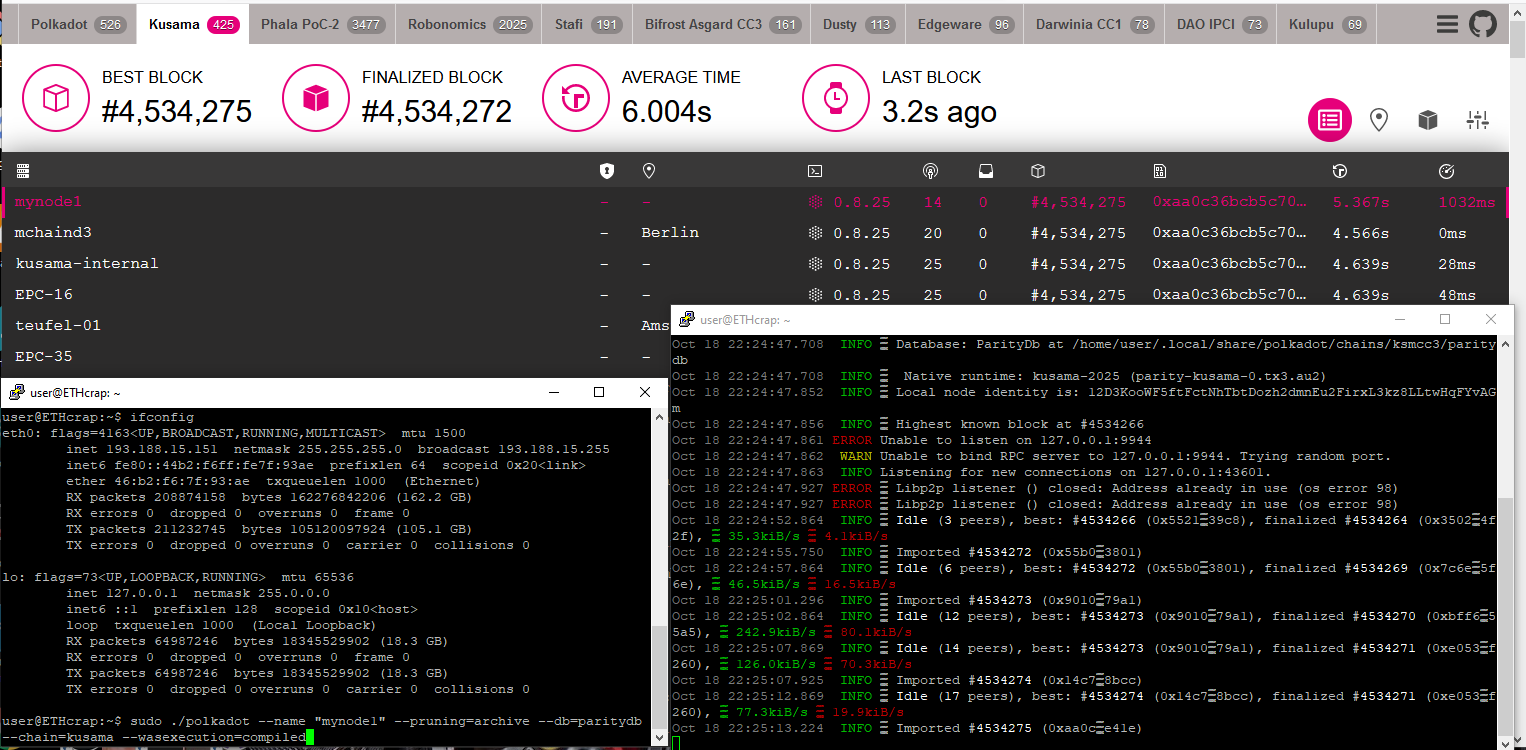 Polkadot 526 Kusama 425 Phala PoC-2 3477 Robonomics 2025 Stafi 191 Bifrost Asgard CC3 161 Dusty 113 Edgeware 96 Darwinia CC1 78 DAO IPCI 73 Kulupu 69
BEST BLOCK
#4,534,275
FINALIZED BLOCK
#4,534,272
AVERAGE TIME
6.004s
LAST BLOCK
3.2s ago
mynode1 – – 0.8.25 14 0 #4,534,275 0xaa0c36bcb5c70… 5.367s 1032ms
mchaind3 – Berlin 0.8.25 20 0 #4,534,275 0xaa0c36bcb5c70… 4.566s 0ms
kusama-internal – – 0.8.25 25 0 #4,534,275 0xaa0c36bcb5c70… 4.639s 28ms
EPC-16 – – 0.8.25 25 0 #4,534,275 0xaa0c36bcb5c70… 4.639s 48ms
teufel-01 – Ams
EPC-35 – –
user@ETHcrap: ~
user@ETHcrap:~$ ifconfig
eth0: flags=4163<UP,BROADCAST,RUNNING,MULTICAST> mtu 1500
inet 193.188.15.151 netmask 255.255.255.0 broadcast 193.188.15.255
inet6 fe80::44b2:f6ff:fe7f:93ae prefixlen 64 scopeid 0x20<link>
ether 46:b2:f6:7f:93:ae txqueuelen 1000 (Ethernet)
RX packets 208874158 bytes 162276842206 (162.2 GB)
RX errors 0 dropped 0 overruns 0 frame 0
TX packets 211232745 bytes 105120097924 (105.1 GB)
TX errors 0 dropped 0 overruns 0 carrier 0 collisions 0
lo: flags=73<UP,LOOPBACK,RUNNING> mtu 65536
inet 127.0.0.1 netmask 255.0.0.0
inet6 ::1 prefixlen 128 scopeid 0x10<host>
loop txqueuelen 1000 (Local Loopback)
RX packets 64987246 bytes 18345529902 (18.3 GB)
RX errors 0 dropped 0 overruns 0 frame 0
TX packets 64987246 bytes 18345529902 (18.3 GB)
TX errors 0 dropped 0 overruns 0 carrier 0 collisions 0
user@ETHcrap:~$ sudo ./polkadot --name "mynode1" --pruning=archive --db=paritydb
--chain=kusama --wasexecution=compiled
user@ETHcrap: ~
Oct 18 22:24:47.708 INFO Database: ParityDb at /home/user/.local/share/polkadot/chains/ksmcc3/parity
db
Oct 18 22:24:47.708 INFO Native runtime: kusama-2025 (parity-kusama-0.tx3.au2)
Oct 18 22:24:47.852 INFO Local node identity is: 12D3KooWF5ftFctNhTbtDozh2dmnEu2FirxL3kz8LLtwHqFYvAG
m
Oct 18 22:24:47.856 INFO Highest known block at #4534266
Oct 18 22:24:47.861 ERROR Unable to listen on 127.0.0.1:9944
Oct 18 22:24:47.862 WARN Unable to bind RPC server to 127.0.0.1:9944. Trying random port.
Oct 18 22:24:47.863 INFO Listening for new connections on 127.0.0.1:43601.
Oct 18 22:24:47.927 ERROR Libp2p listener () closed: Address already in use (os error 98)
Oct 18 22:24:47.927 ERROR Libp2p listener () closed: Address already in use (os error 98)
Oct 18 22:24:52.864 INFO Idle (3 peers), best: #4534266 (0x5521 39c8), finalized #4534264 (0x3502 4f
2f), 35.3kiB/s 4.1kiB/s
Oct 18 22:24:55.750 INFO Imported #4534272 (0x55b0 3801)
Oct 18 22:24:57.864 INFO Idle (6 peers), best: #4534272 (0x55b0 3801), finalized #4534269 (0x7c6e 5f
6e), 46.5kiB/s 16.5kiB/s
Oct 18 22:25:01.296 INFO Imported #4534273 (0x9010 79a1)
Oct 18 22:25:02.864 INFO Idle (12 peers), best: #4534273 (0x9010 79a1), finalized #4534270 (0xbff6 5
5a5), 242.9kiB/s 80.1kiB/s
Oct 18 22:25:07.869 INFO Idle (14 peers), best: #4534273 (0x9010 79a1), finalized #4534271 (0xe053 f
260), 126.0kiB/s 70.3kiB/s
Oct 18 22:25:07.925 INFO Imported #4534274 (0x14c7 8bcc)
Oct 18 22:25:12.869 INFO Idle (17 peers), best: #4534274 (0x14c7 8bcc), finalized #4534271 (0xe053 f
260), 77.3kiB/s 19.9kiB/s
Oct 18 22:25:13.224 INFO Imported #4534275 (0xaa0c e41e)